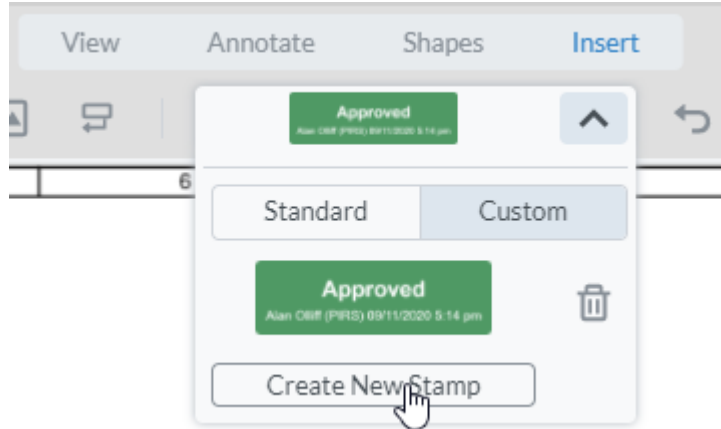 View Annotate Shapes Insert
Approved
Alan Olliff (PIRS) 09/11/2020 5:14 pm
6
Standard Custom
Approved
Alan Olliff (PIRS) 09/11/2020 5:14 pm
Create New Stamp